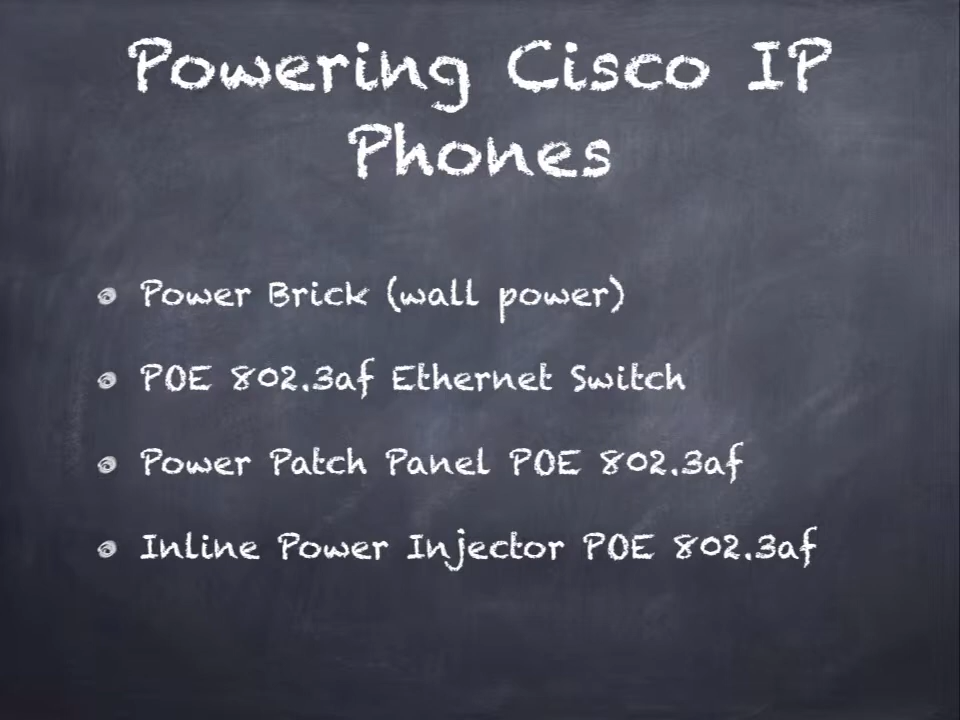 Powering Cisco IP
Phones
Power Brick (wall power)
POE 802.3af Ethernet Switch
Power Patch Panel POE 802.3af
Inline Power Injector POE 802.3af